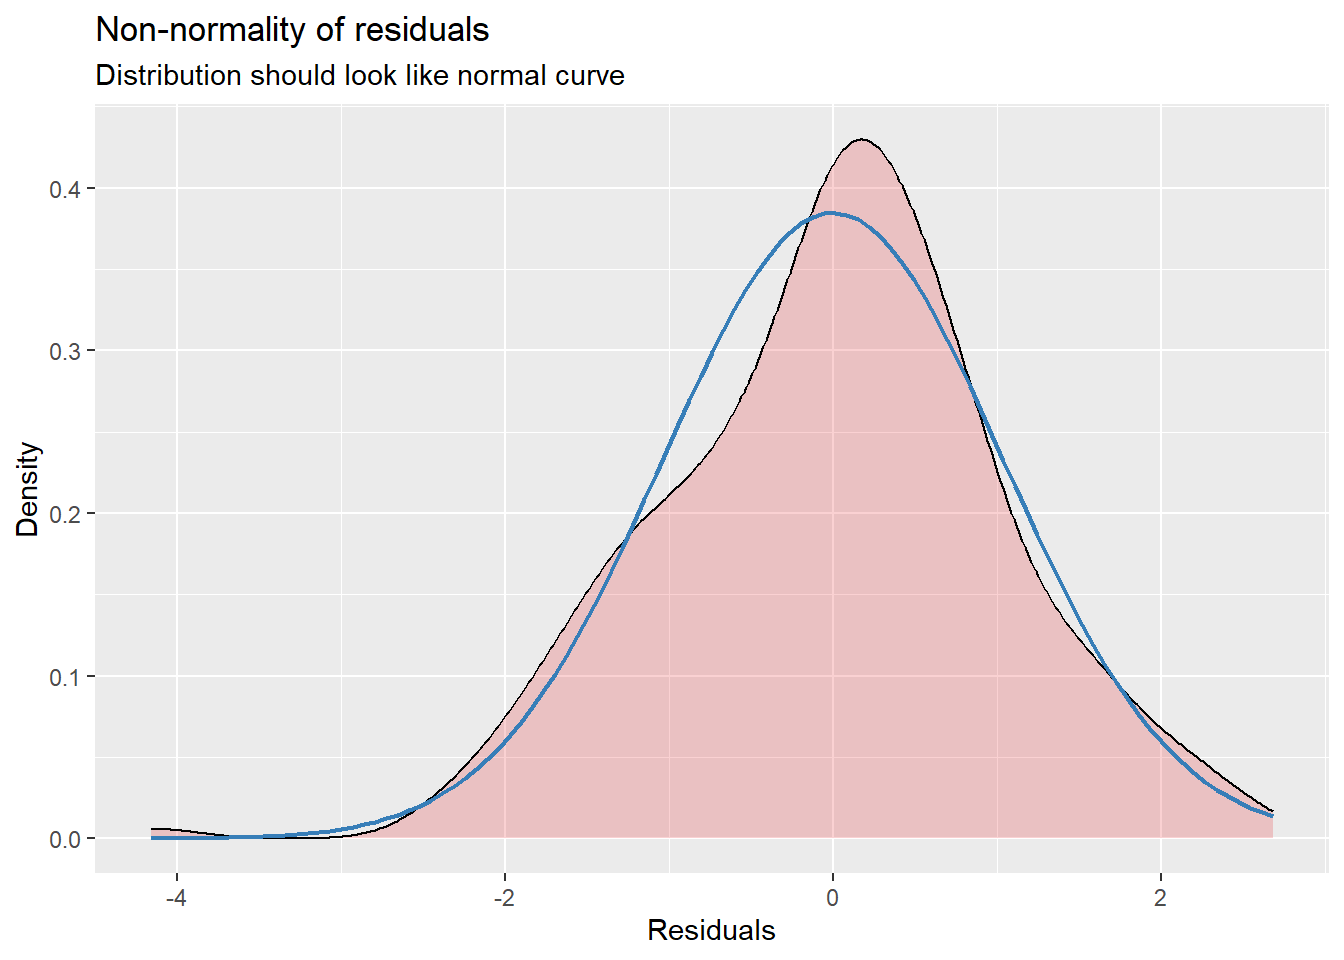 Non-normality of residuals
Distribution should look like normal curve
0.4
0.3
0.2
0.1
0.0
Density
-4
-2
0
2
Residuals